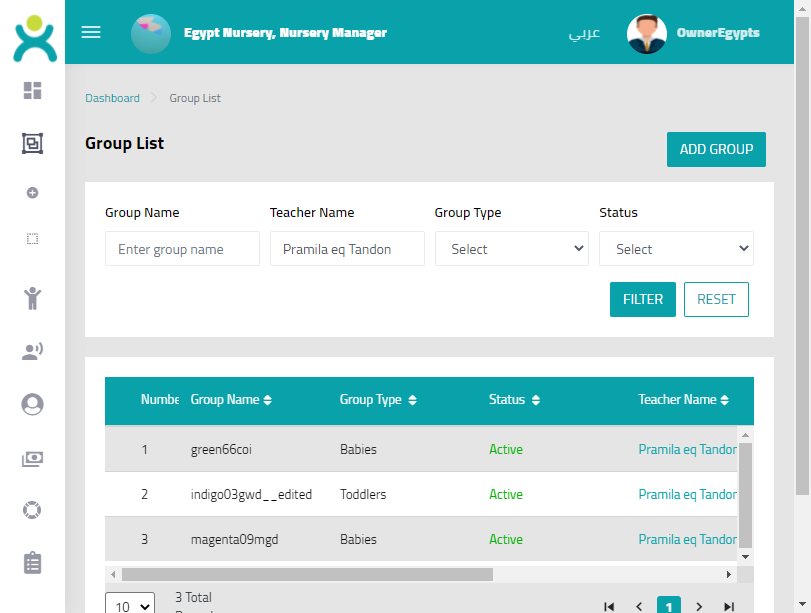 Egypt Nursery, Nursery Manager
عربي
OwnerEgypts
Dashboard Group List
Group List
ADD GROUP
Group Name Teacher Name Group Type Status
Enter group name Pramila eq Tandon Select Select
FILTER RESET
Numbe Group Name Group Type Status Teacher Name
1 green66coi Babies Active Pramila eq Tandon
2 indigo03gwd__edited Toddlers Active Pramila eq Tandon
3 magenta09mgd Babies Active Pramila eq Tandon
10 3 Total 1